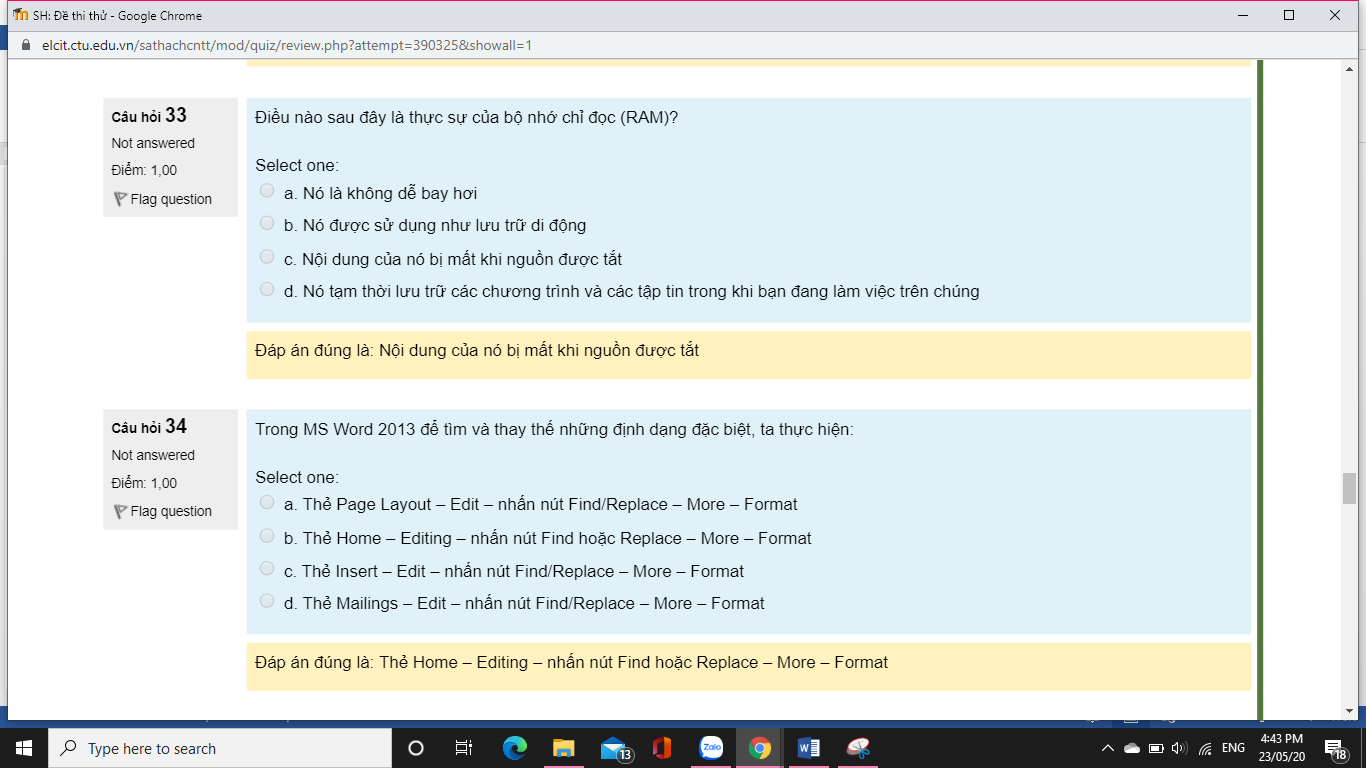 SH: Đề thi thử - Google Chrome
elcit.ctu.edu.vn/sathachcntt/mod/quiz/review.php?attempt=390325&showall=1
Câu hỏi 33
Not answered
Điểm: 1,00
Flag question
Điều nào sau đây là thực sự của bộ nhớ chỉ đọc (RAM)?
Select one:
a. Nó là không dễ bay hơi
b. Nó được sử dụng như lưu trữ di động
c. Nội dung của nó bị mất khi nguồn được tắt
d. Nó tạm thời lưu trữ các chương trình và các tập tin trong khi bạn đang làm việc trên chúng
Đáp án đúng là: Nội dung của nó bị mất khi nguồn được tắt
Câu hỏi 34
Not answered
Điểm: 1,00
Flag question
Trong MS Word 2013 để tìm và thay thế những định dạng đặc biệt, ta thực hiện:
Select one:
a. Thẻ Page Layout – Edit – nhấn nút Find/Replace – More – Format
b. Thẻ Home – Editing – nhấn nút Find hoặc Replace – More – Format
c. Thẻ Insert – Edit – nhấn nút Find/Replace – More – Format
d. Thẻ Mailings – Edit – nhấn nút Find/Replace – More – Format
Đáp án đúng là: Thẻ Home – Editing – nhấn nút Find hoặc Replace – More – Format
Type here to search
13
Zalo
ENG
4:43 PM
23/05/20
18